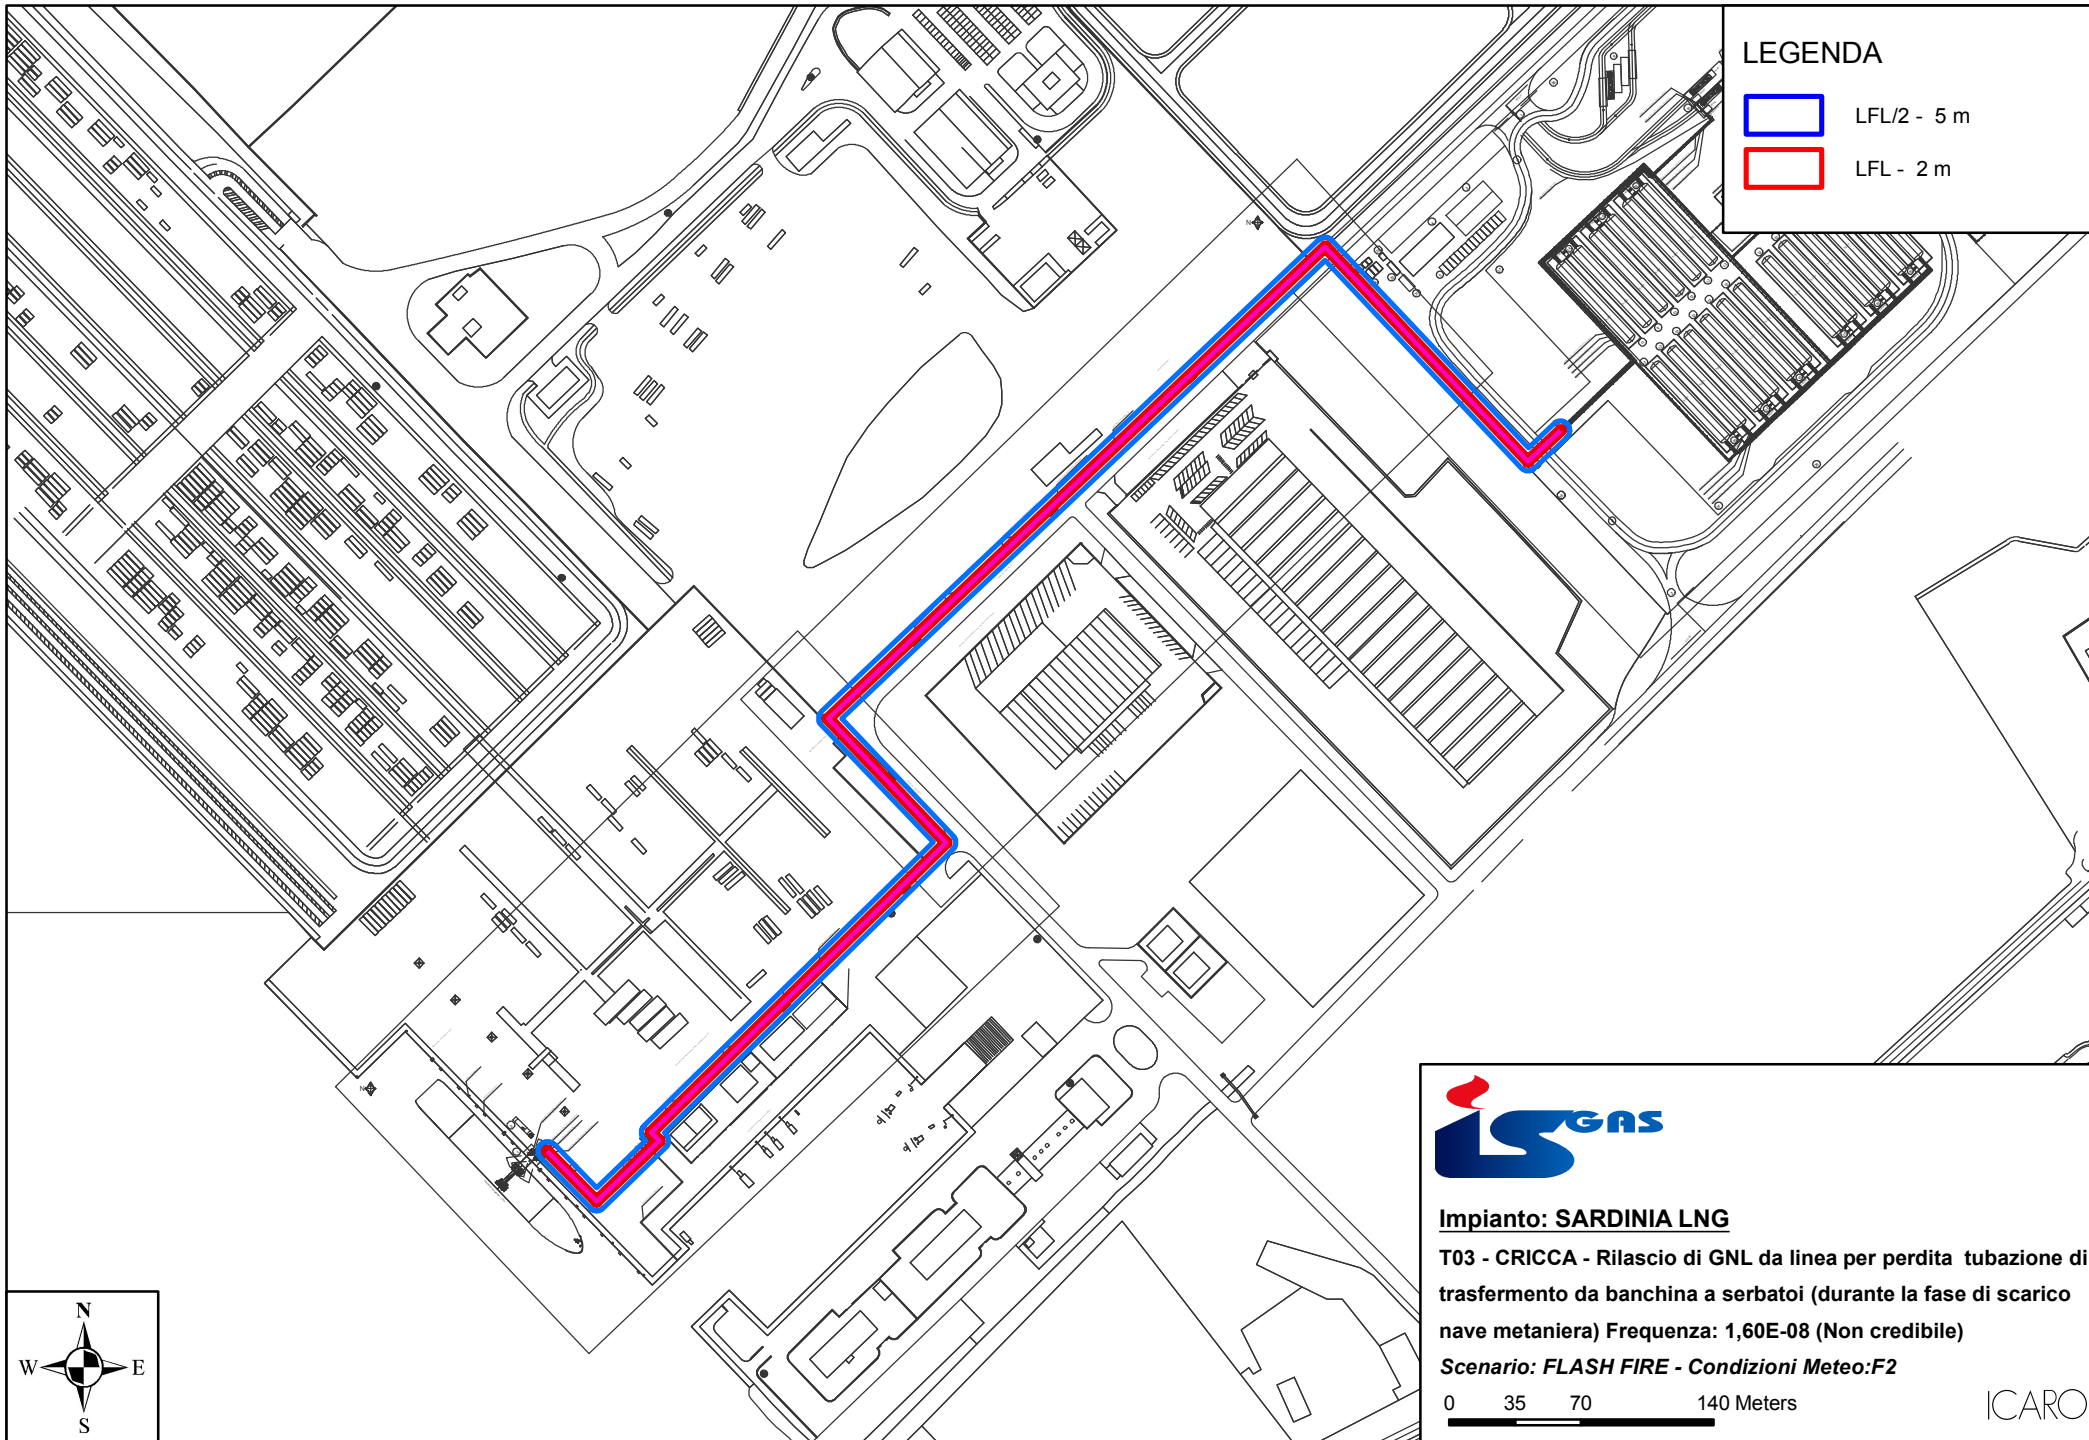 LEGENDA
LFL/2 - 5 m
LFL - 2 m
N
N
iSGAS
Impianto: SARDINIA LNG
T03 - CRICCA - Rilascio di GNL da linea per perdita tubazione di
trasfermento da banchina a serbatoi (durante la fase di scarico
nave metaniera) Frequenza: 1,60E-08 (Non credibile)
Scenario: FLASH FIRE - Condizioni Meteo:F2
0 35 70 140 Meters
ICARO
N
W E
S